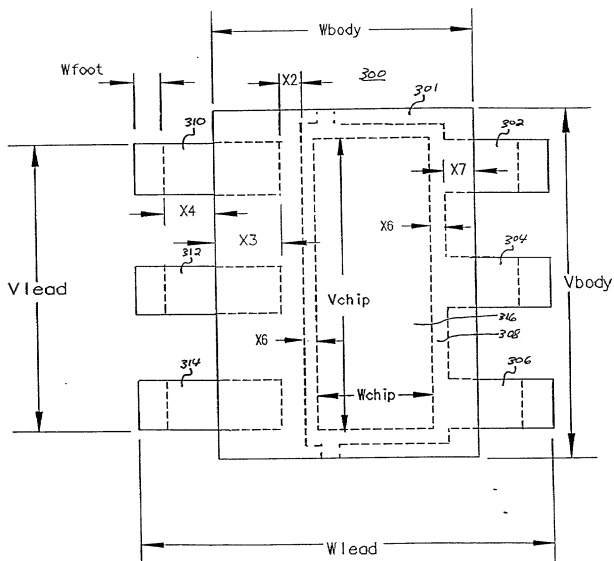 Wbody
Wfoot
X2
300
301
310
302
X7
X4
X6
X3
312
304
Vlead
Vchip
Vbody
316
X6
308
314
306
Wchip
Wlead